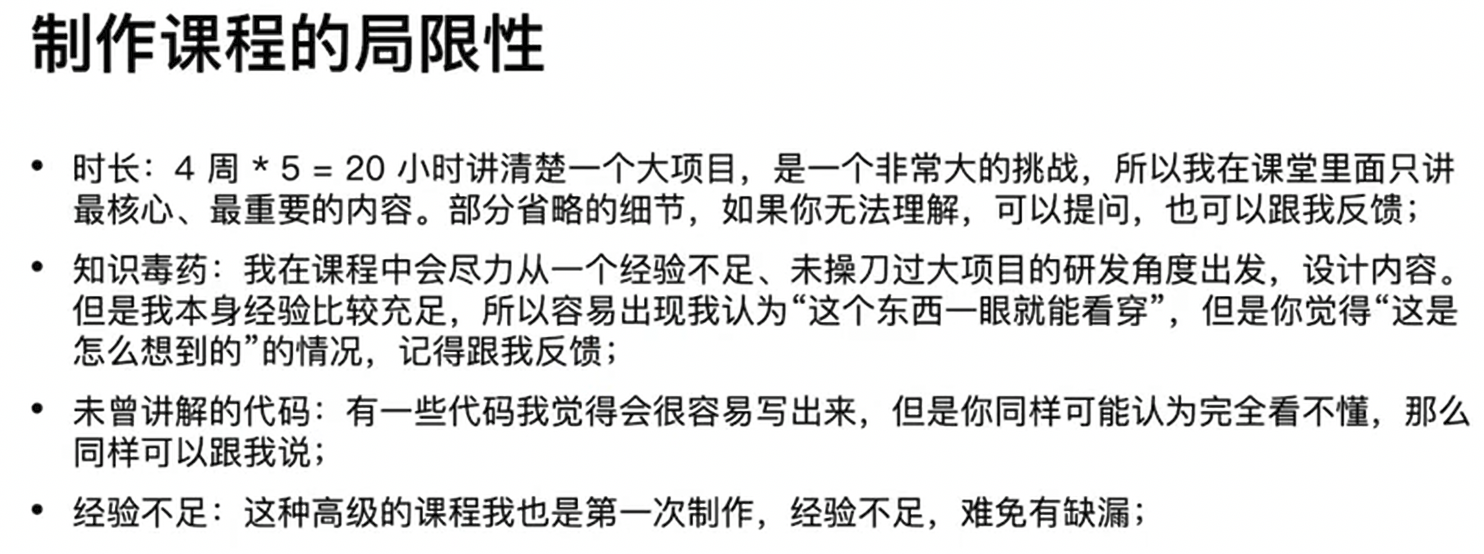 制作课程的局限性
• 时长：4 周 * 5 = 20 小时讲清楚一个大项目，是一个非常大的挑战，所以我在课堂里面只讲
最核心、最重要的内容。部分省略的细节，如果你无法理解，可以提问，也可以跟我反馈；
• 知识毒药：我在课程中会尽力从一个经验不足、未操刀过大项目的研发角度出发，设计内容。
但是我本身经验比较充足，所以容易出现我认为“这个东西一眼就能看穿”，但是你觉得“这是
怎么想到的”的情况，记得跟我反馈；
• 未曾讲解的代码：有一些代码我觉得会很容易写出来，但是你同样可能认为完全看不懂，那么
同样可以跟我说；
• 经验不足：这种高级的课程我也是第一次制作，经验不足，难免有缺漏；